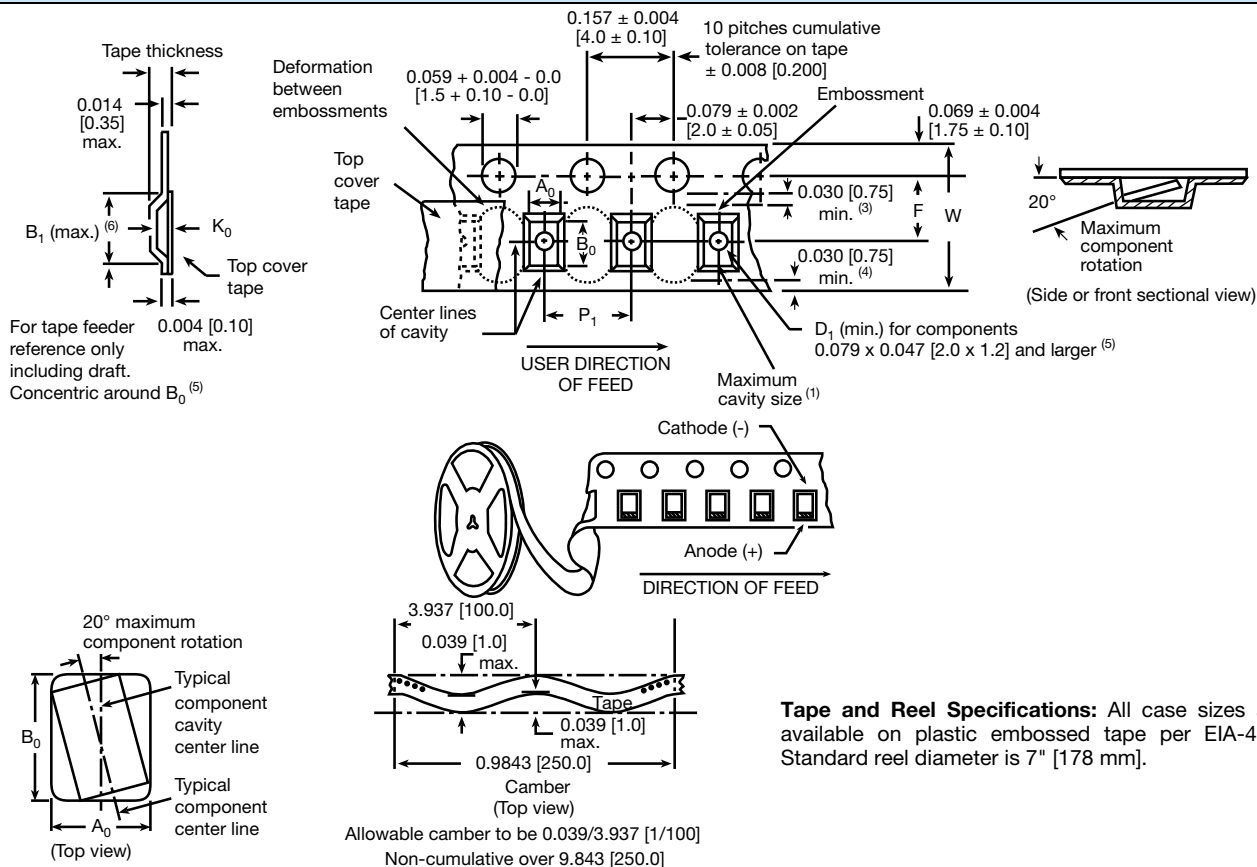 0.157 ± 0.004
[4.0 ± 0.10]
10 pitches cumulative
tolerance on tape
± 0.008 [0.200]
Tape thickness
0.014
[0.35]
max.
Deformation
between
embossments
0.059 + 0.004 - 0.0
[1.5 + 0.10 - 0.0]
0.079 ± 0.002
[2.0 ± 0.05]
Embossment
0.069 ± 0.004
[1.75 ± 0.10]
Top
cover
tape
A0
B0
0.030 [0.75]
min. (3)
F
W
0.030 [0.75]
min. (4)
20°
Maximum
component
rotation
(Side or front sectional view)
B1 (max.) (6)
K0
Top cover
tape
For tape feeder
reference only
including draft.
Concentric around B0 (5)
0.004 [0.10]
max.
Center lines
of cavity
P1
USER DIRECTION
OF FEED
D1 (min.) for components
0.079 x 0.047 [2.0 x 1.2] and larger (5)
Maximum
cavity size (1)
Cathode (-)
Anode (+)
DIRECTION OF FEED
20° maximum
component rotation
Typical
component
cavity
center line
B0
Typical
component
center line
A0
(Top view)
3.937 [100.0]
0.039 [1.0]
max.
Tape
0.039 [1.0]
max.
0.9843 [250.0]
Camber
(Top view)
Allowable camber to be 0.039/3.937 [1/100]
Non-cumulative over 9.843 [250.0]
Tape and Reel Specifications: All case sizes
available on plastic embossed tape per EIA-4
Standard reel diameter is 7" [178 mm].